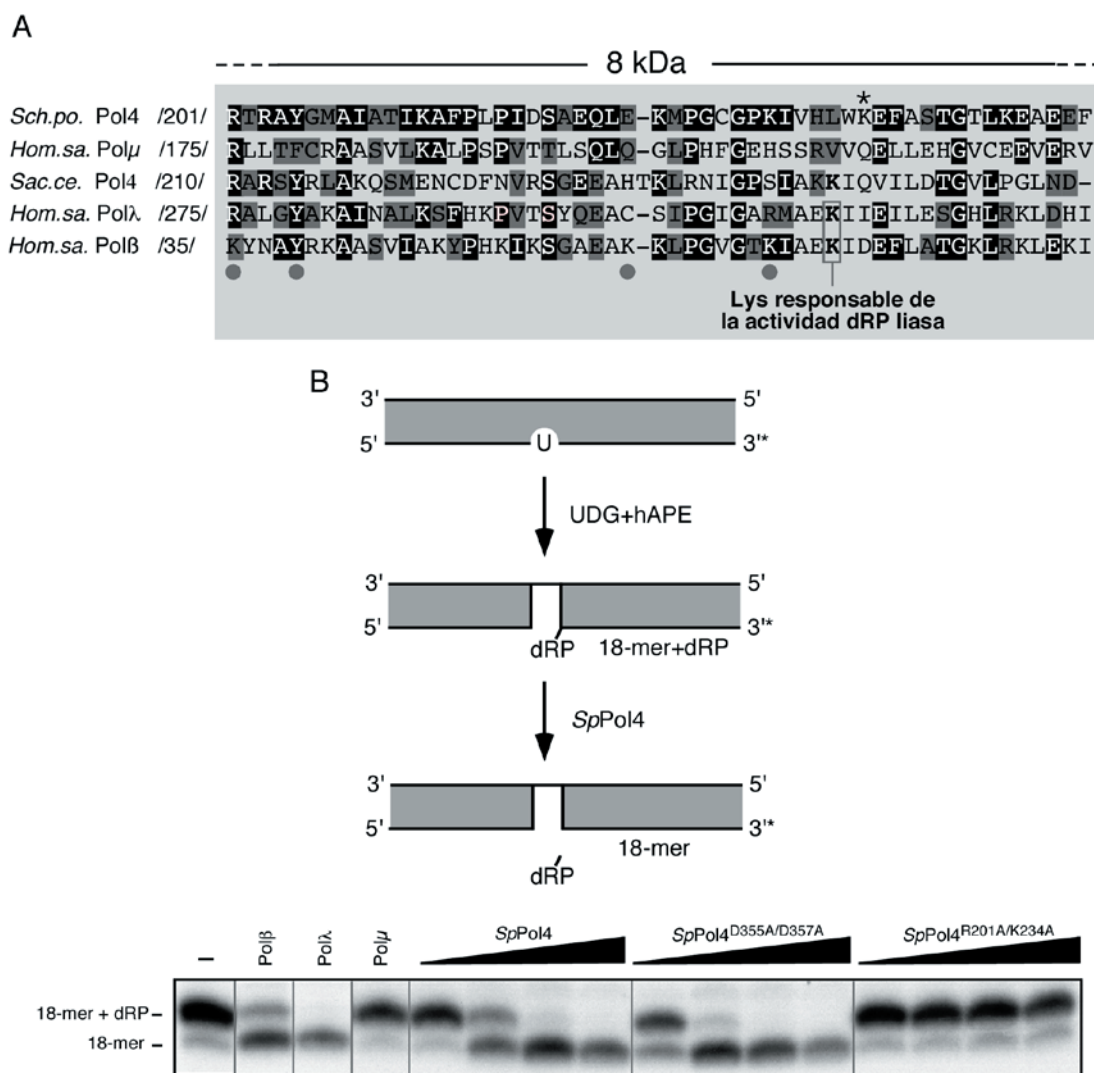 A
8 kDa
*
Sch.po. Pol4 /201/ RTRAYGMAIATIKAFPLPIDSAEQLE-KMPGCGPKIVHLWKEFASTGTLKEAEEF
Hom.sa. Polµ /175/ RLLTFCRAASVLKALPSPVTTLSQLQ-GLPHFGEHSSRVVQELLEHGVCEEVERV
Sac.ce. Pol4 /210/ RARSYRLAKQSMENCDFNVRSGEEAHTKLRNIGPSIAKKIQVILDTGVLPGLND-
Hom.sa. Polλ /275/ RALGYAKAINALKSFHKPVTSYQEAC-SIPGIGARMAEKIIEILESGHLRKLDHI
Hom.sa. Polß /35/ KYNAYRKAASVIAKYPHKIKSGAEAK-KLPGVGTKIAEKIDEFLATGKLRKLEKI
Lys responsable de
la actividad dRP liasa
B
3' 5'
5' U 3'*
UDG+hAPE
3' 5'
5' 3'*
dRP 18-mer+dRP
SpPol4
3' 5'
5' 3'*
18-mer
dRP
– Polβ Polλ Polµ SpPol4 SpPol4D355A/D357A SpPol4R201A/K234A
18-mer + dRP –
18-mer –